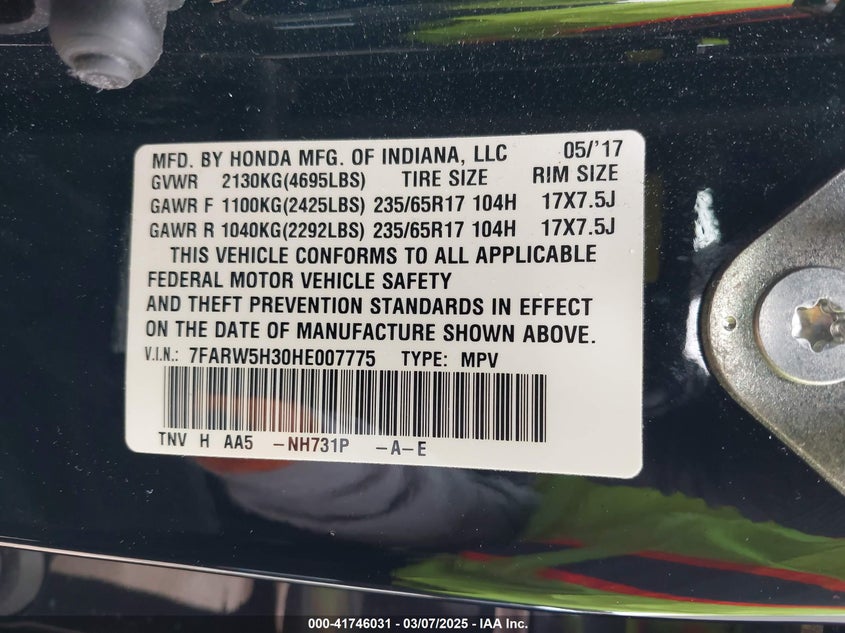 MFD. BY HONDA MFG. OF INDIANA, LLC 05/'17
GVWR 2130KG(4695LBS) TIRE SIZE RIM SIZE
GAWR F 1100KG(2425LBS) 235/65R17 104H 17X7.5J
GAWR R 1040KG(2292LBS) 235/65R17 104H 17X7.5J
THIS VEHICLE CONFORMS TO ALL APPLICABLE
FEDERAL MOTOR VEHICLE SAFETY
AND THEFT PREVENTION STANDARDS IN EFFECT
ON THE DATE OF MANUFACTURE SHOWN ABOVE.
V.I.N.: 7FARW5H30HE007775 TYPE: MPV
TNV H AA5 -NH731P -A-E
000-41746031 - 03/07/2025 - IAA Inc.